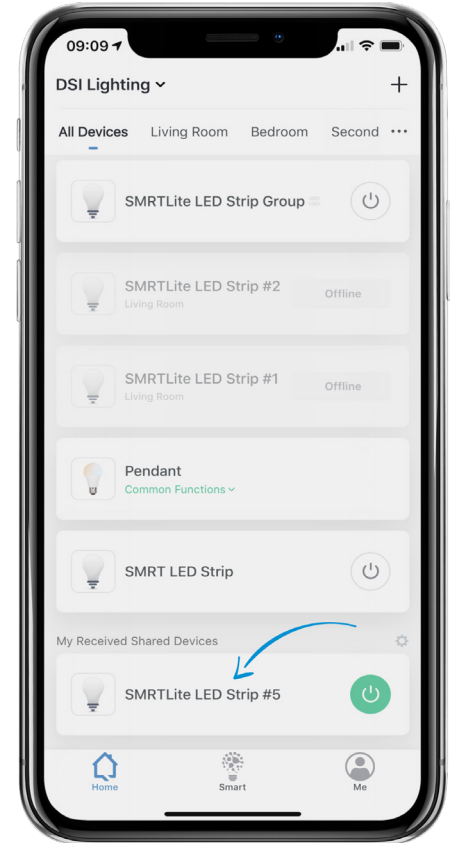 09:09
DSI Lighting
All Devices Living Room Bedroom Second
SMRTLite LED Strip Group
SMRTLite LED Strip #2
Living Room
Offline
SMRTLite LED Strip #1
Living Room
Offline
Pendant
Common Functions
SMRT LED Strip
My Received Shared Devices
SMRTLite LED Strip #5
Home Smart Me